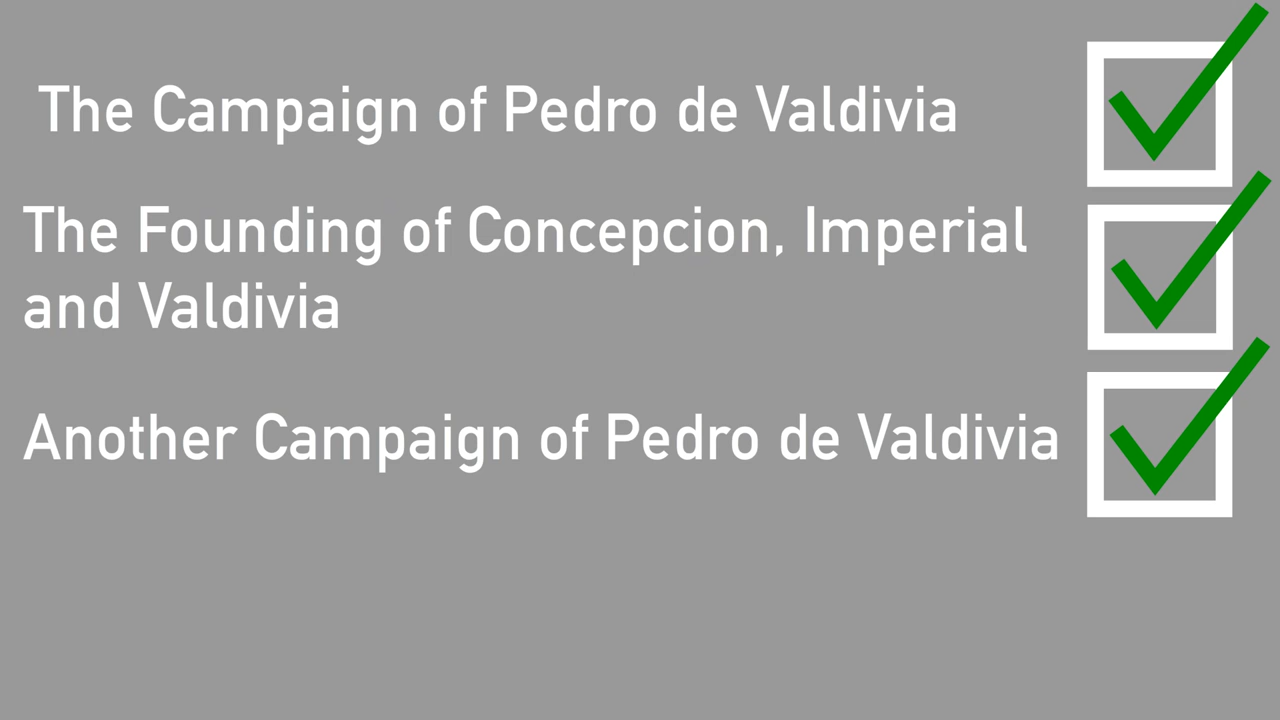 The Campaign of Pedro de Valdivia
The Founding of Concepcion, Imperial
and Valdivia
Another Campaign of Pedro de Valdivia